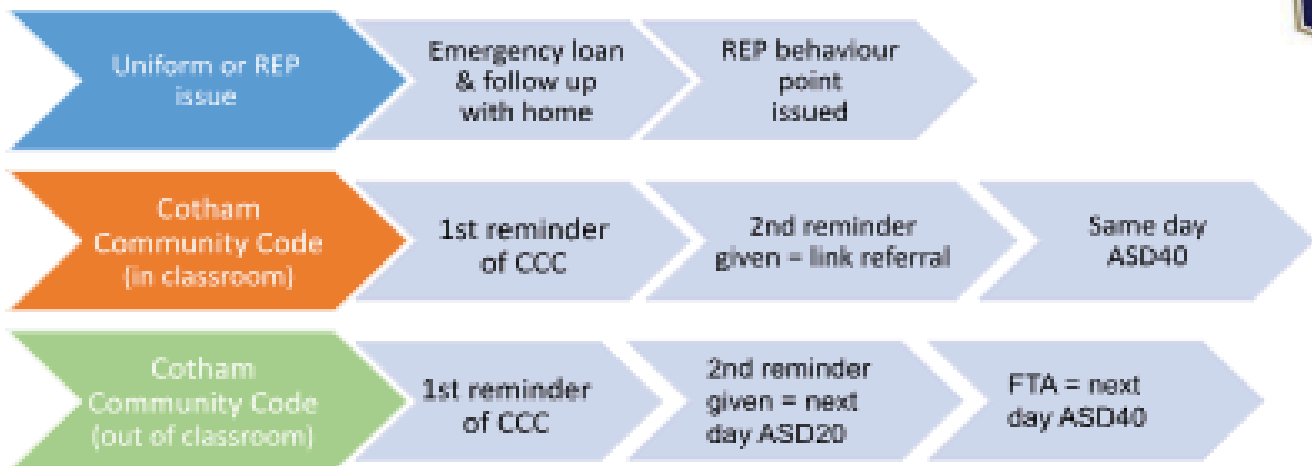 Uniform or REP
issue
Emergency loan
& follow up
with home
REP behaviour
point
issued
Cotham
Community Code
(in classroom)
1st reminder
of CCC
2nd reminder
given = link referral
Same day
ASD40
Cotham
Community Code
(out of classroom)
1st reminder
of CCC
2nd reminder
given = next
day ASD20
FTA = next
day ASD40